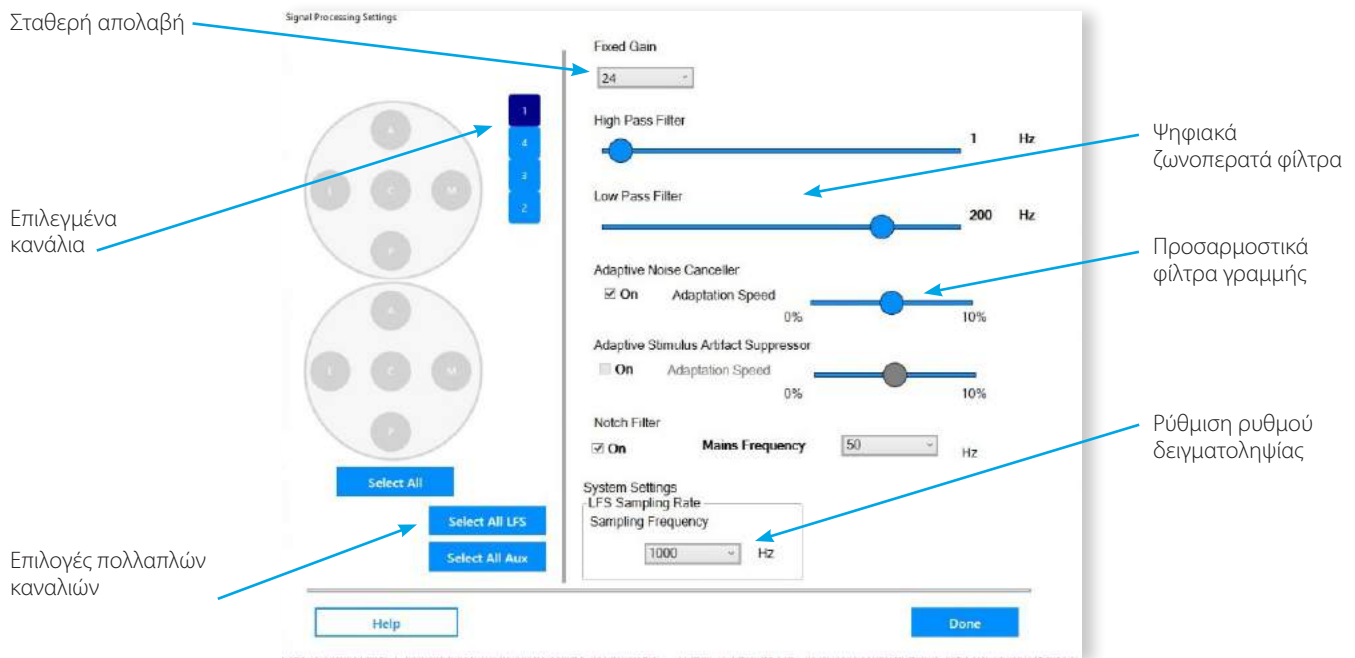 Σταθερή απολαβή
Επιλεγμένα
κανάλια
Επιλογές πολλαπλών
καναλιών
Signal Processing Settings
1
4
3
2
A
C
M
P
A
C
M
P
Select All
Select All LFS
Select All Aux
Help
Fixed Gain
24
High Pass Filter
1 Hz
Low Pass Filter
200 Hz
Adaptive Noise Canceller
On Adaptation Speed
0% 10%
Adaptive Stimulus Artifact Suppressor
On Adaptation Speed
0% 10%
Notch Filter
On Mains Frequency 50 Hz
System Settings
LFS Sampling Rate
Sampling Frequency
1000 Hz
Done
Ψηφιακά
ζωνοπερατά φίλτρα
Προσαρμοστικά
φίλτρα γραμμής
Ρύθμιση ρυθμού
δειγματοληψίας